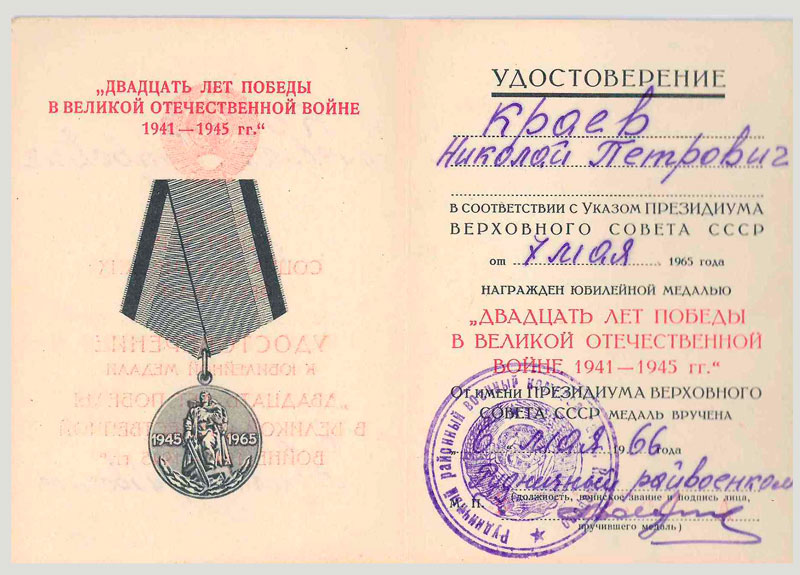 „ДВАДЦАТЬ ЛЕТ ПОБЕДЫ
В ВЕЛИКОЙ ОТЕЧЕСТВЕННОЙ ВОЙНЕ
1941—1945 гг.“
1945 1965
УДОСТОВЕРЕНИЕ
Краев
Николай Петрович
В СООТВЕТСТВИИ С УКАЗОМ ПРЕЗИДИУМА
ВЕРХОВНОГО СОВЕТА СССР
от 7 мая 1965 года
НАГРАЖДЕН ЮБИЛЕЙНОЙ МЕДАЛЬЮ
„ДВАДЦАТЬ ЛЕТ ПОБЕДЫ
В ВЕЛИКОЙ ОТЕЧЕСТВЕННОЙ
ВОЙНЕ 1941—1945 гг.“
От имени ПРЕЗИДИУМА ВЕРХОВНОГО
СОВЕТА СССР МЕДАЛЬ ВРУЧЕНА
„6 мая 1966 года
Рудничный райвоенком
М. П. (должность, воинское звание и подпись лица,
вручившего медаль)
Рудничный районный военный